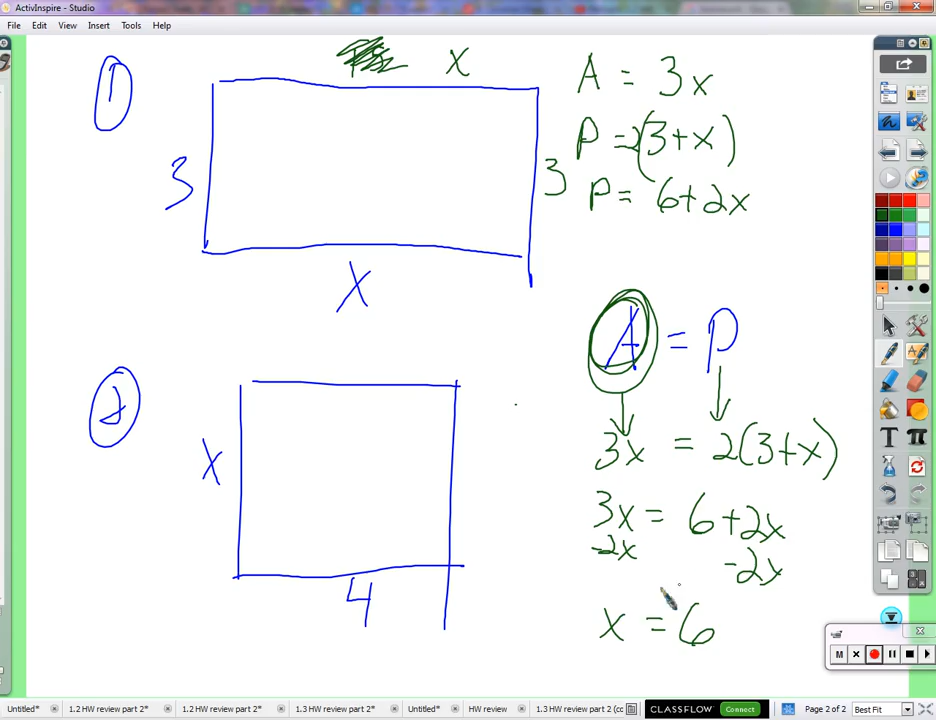 ActivInspire - Studio
File Edit View Insert Tools Help
1
x
3
3
x
A = 3x
P = 2(3+x)
P = 6+2x
A = P
3x = 2(3+x)
3x = 6+2x
-2x -2x
x = 6
2
x
4
M
Untitled* 1.2 HW review part 2* 1.2 HW review part 2* 1.3 HW review part 2* Untitled* HW review 1.3 HW review part 2 (cc
CLASSFLOW Connect
Page 2 of 2 Best Fit